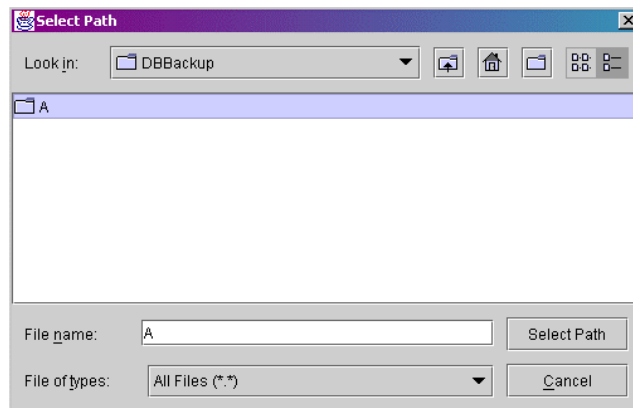 Select Path
Look in: DBBackup
A
File name: A Select Path
File of types: All Files (*.*) Cancel